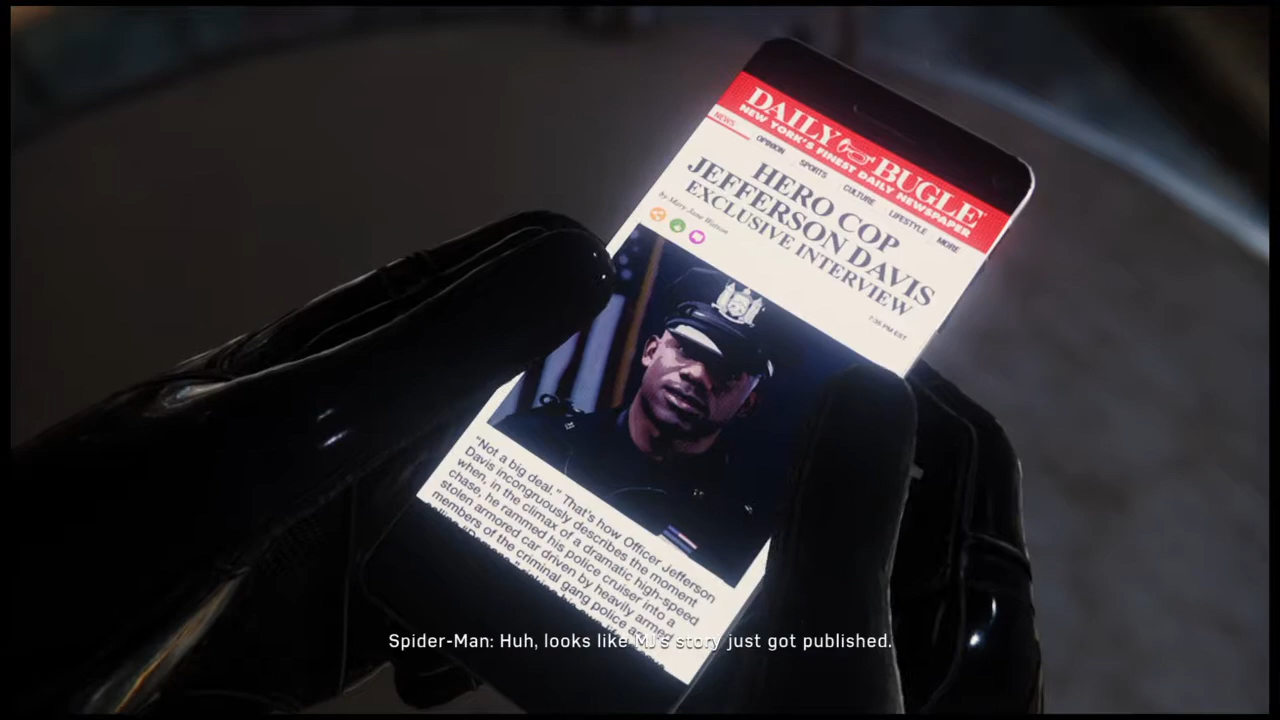 DAILY BUGLE
NEW YORK'S FINEST DAILY NEWSPAPER
NEWS OPINION SPORTS CULTURE LIFESTYLE MORE
HERO COP
JEFFERSON DAVIS
EXCLUSIVE INTERVIEW
by Mary Jane Watson
7:35 PM EST
"Not a big deal." That's how Officer Jefferson
Davis incongruously describes the moment
when, in the climax of a dramatic high-speed
chase, he rammed his police cruiser into a
stolen armored car driven by heavily armed
members of the criminal gang police
Spider-Man: Huh, looks like MJ's story just got published.